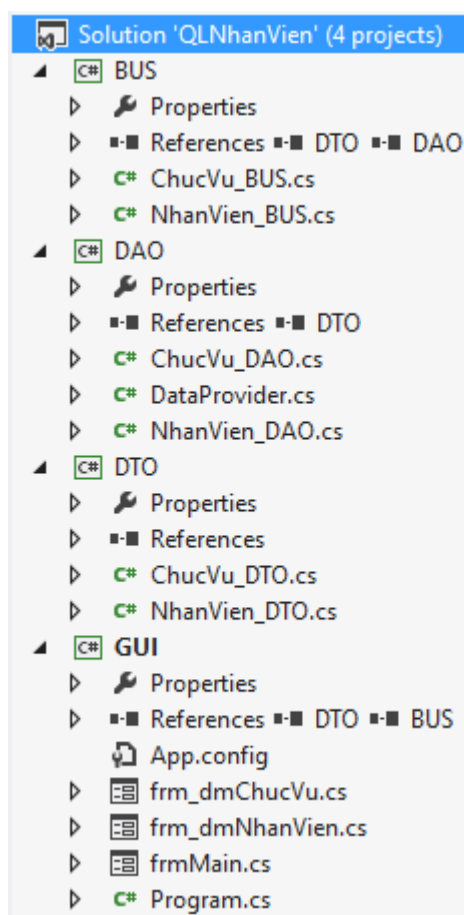 Solution 'QLNhanVien' (4 projects)
C# BUS
Properties
References DTO DAO
C# ChucVu_BUS.cs
C# NhanVien_BUS.cs
C# DAO
Properties
References DTO
C# ChucVu_DAO.cs
C# DataProvider.cs
C# NhanVien_DAO.cs
C# DTO
Properties
References
C# ChucVu_DTO.cs
C# NhanVien_DTO.cs
C# GUI
Properties
References DTO BUS
App.config
frm_dmChucVu.cs
frm_dmNhanVien.cs
frmMain.cs
C# Program.cs